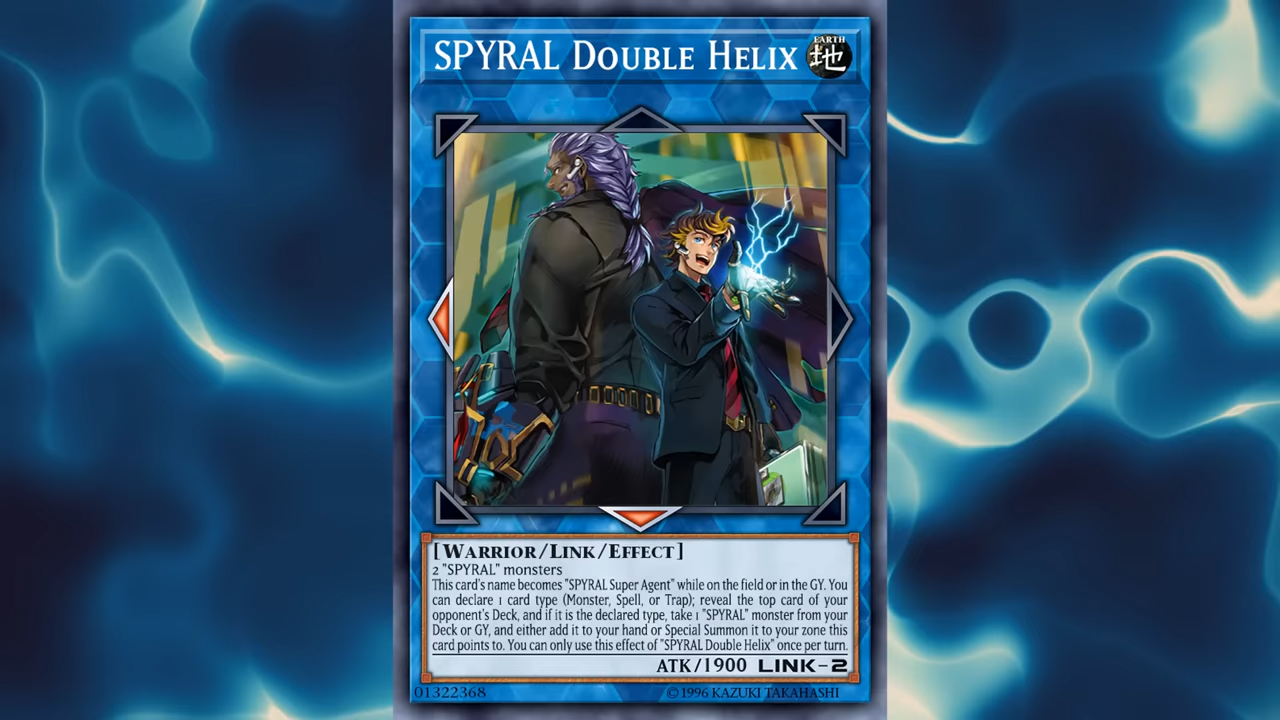 SPYRAL Double Helix
EARTH
地
[Warrior/Link/Effect]
2 "SPYRAL" monsters
This card's name becomes "SPYRAL Super Agent" while on the field or in the GY. You
can declare 1 card type (Monster, Spell, or Trap); reveal the top card of your
opponent's Deck, and if it is the declared type, take 1 "SPYRAL" monster from your
Deck or GY, and either add it to your hand or Special Summon it to your zone this
card points to. You can only use this effect of "SPYRAL Double Helix" once per turn.
ATK/1900 LINK-2
01322368 ©1996 KAZUKI TAKAHASHI